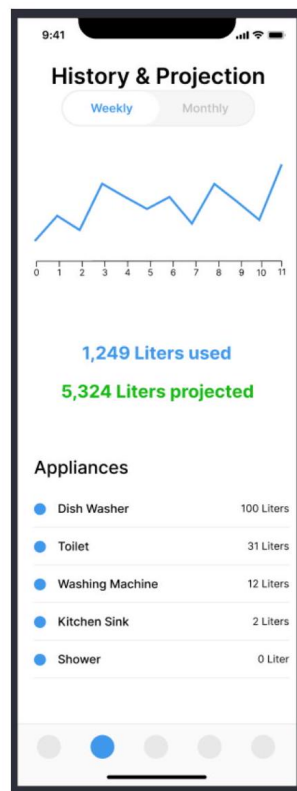 9:41
History & Projection
Weekly Monthly
0 1 2 3 4 5 6 7 8 9 10 11
1,249 Liters used
5,324 Liters projected
Appliances
Dish Washer 100 Liters
Toilet 31 Liters
Washing Machine 12 Liters
Kitchen Sink 2 Liters
Shower 0 Liter